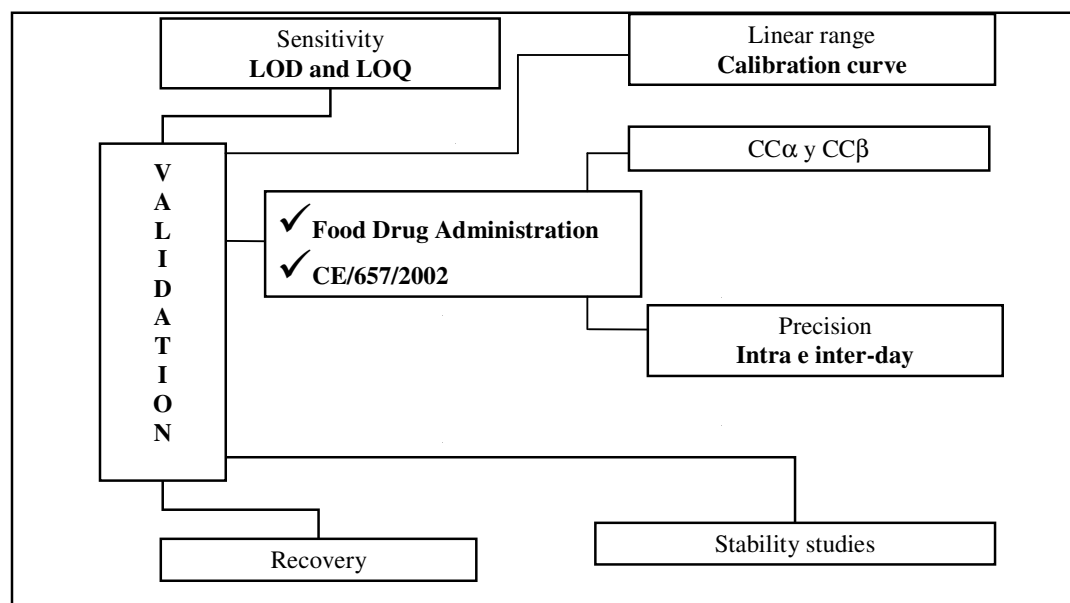 Sensitivity
LOD and LOQ
Linear range
Calibration curve
CCα y CCβ
VALIDATION
✓ Food Drug Administration
✓ CE/657/2002
Precision
Intra e inter-day
Stability studies
Recovery